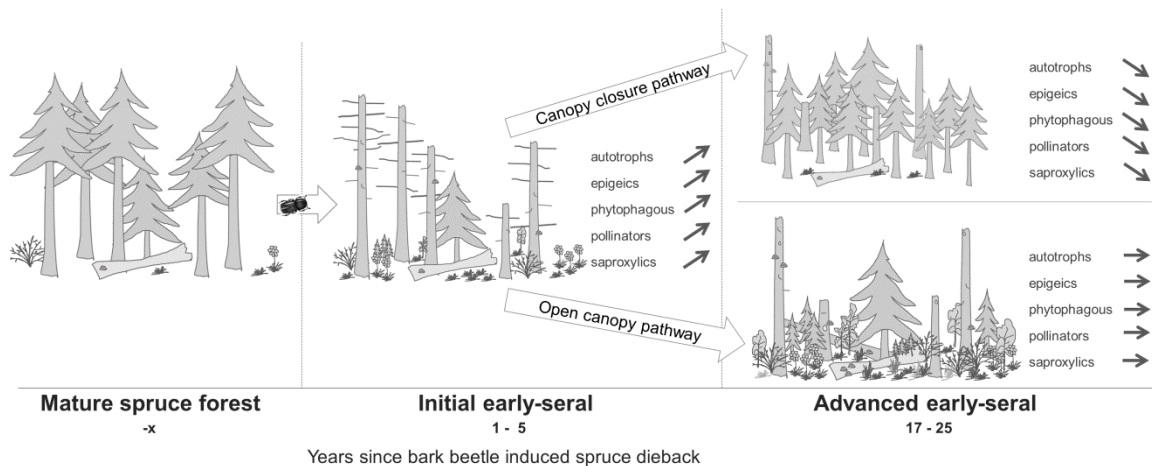 Canopy closure pathway
autotrophs
epigeics
phytophagous
pollinators
saproxylics
autotrophs
epigeics
phytophagous
pollinators
saproxylics
Open canopy pathway
autotrophs
epigeics
phytophagous
pollinators
saproxylics
Mature spruce forest
-x
Initial early-seral
1 - 5
Advanced early-seral
17 - 25
Years since bark beetle induced spruce dieback